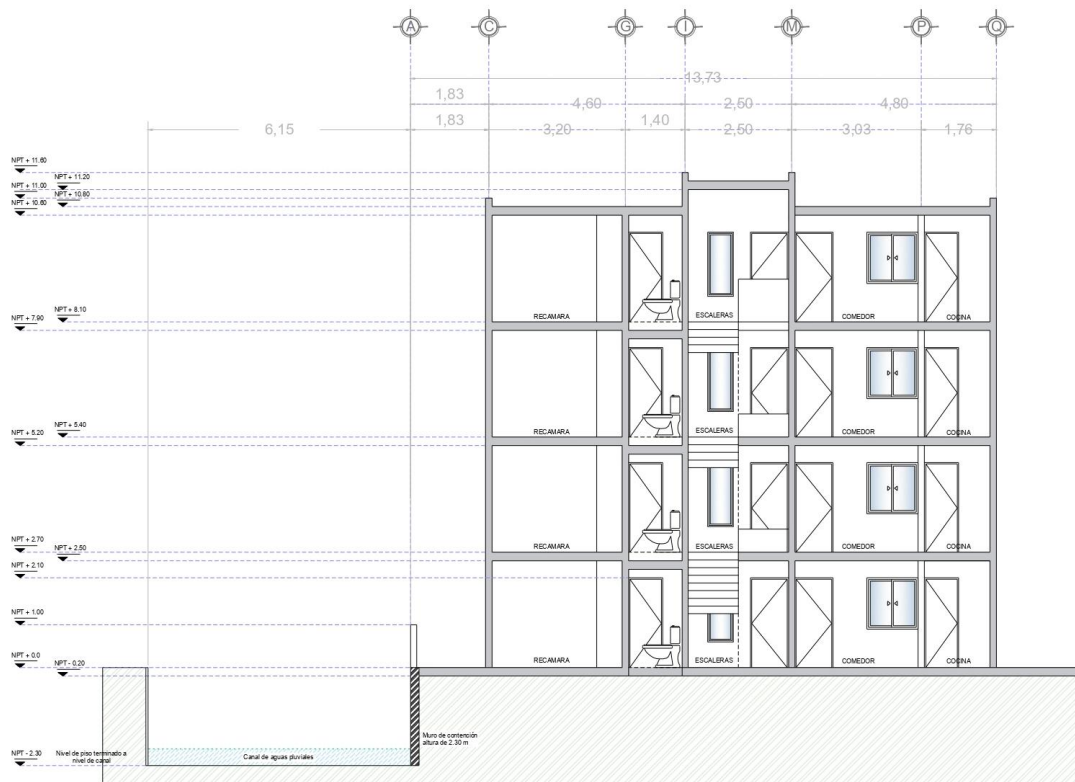 A C G I M P Q
13,73
1,83 4,60 2,50 4,80
6,15 1,83 3,20 1,40 2,50 3,03 1,76
NPT + 11.60
NPT + 11.20
NPT + 11.00
NPT + 10.80
NPT + 10.60
NPT + 8.10
NPT + 7.90
RECAMARA ESCALERAS COMEDOR COCINA
NPT + 5.40
NPT + 5.20
RECAMARA ESCALERAS COMEDOR COCINA
NPT + 2.70
NPT + 2.50
NPT + 2.10
RECAMARA ESCALERAS COMEDOR COCINA
NPT + 1.00
NPT + 0.0
NPT - 0.20
RECAMARA ESCALERAS COMEDOR COCINA
Muro de contención
altura de 2.30 m
NPT - 2.30
Nivel de piso terminado a
nivel de canal
Canal de aguas pluviales